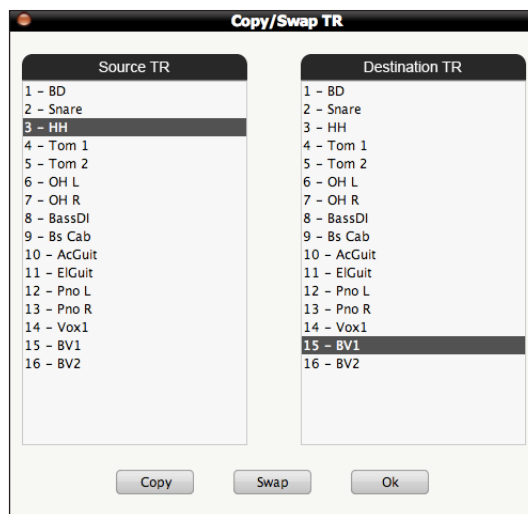 Copy/Swap TR
Source TR
1 – BD
2 – Snare
3 – HH
4 – Tom 1
5 – Tom 2
6 – OH L
7 – OH R
8 – BassDI
9 – Bs Cab
10 – AcGuit
11 – ElGuit
12 – Pno L
13 – Pno R
14 – Vox1
15 – BV1
16 – BV2
Destination TR
1 – BD
2 – Snare
3 – HH
4 – Tom 1
5 – Tom 2
6 – OH L
7 – OH R
8 – BassDI
9 – Bs Cab
10 – AcGuit
11 – ElGuit
12 – Pno L
13 – Pno R
14 – Vox1
15 – BV1
16 – BV2
Copy Swap Ok